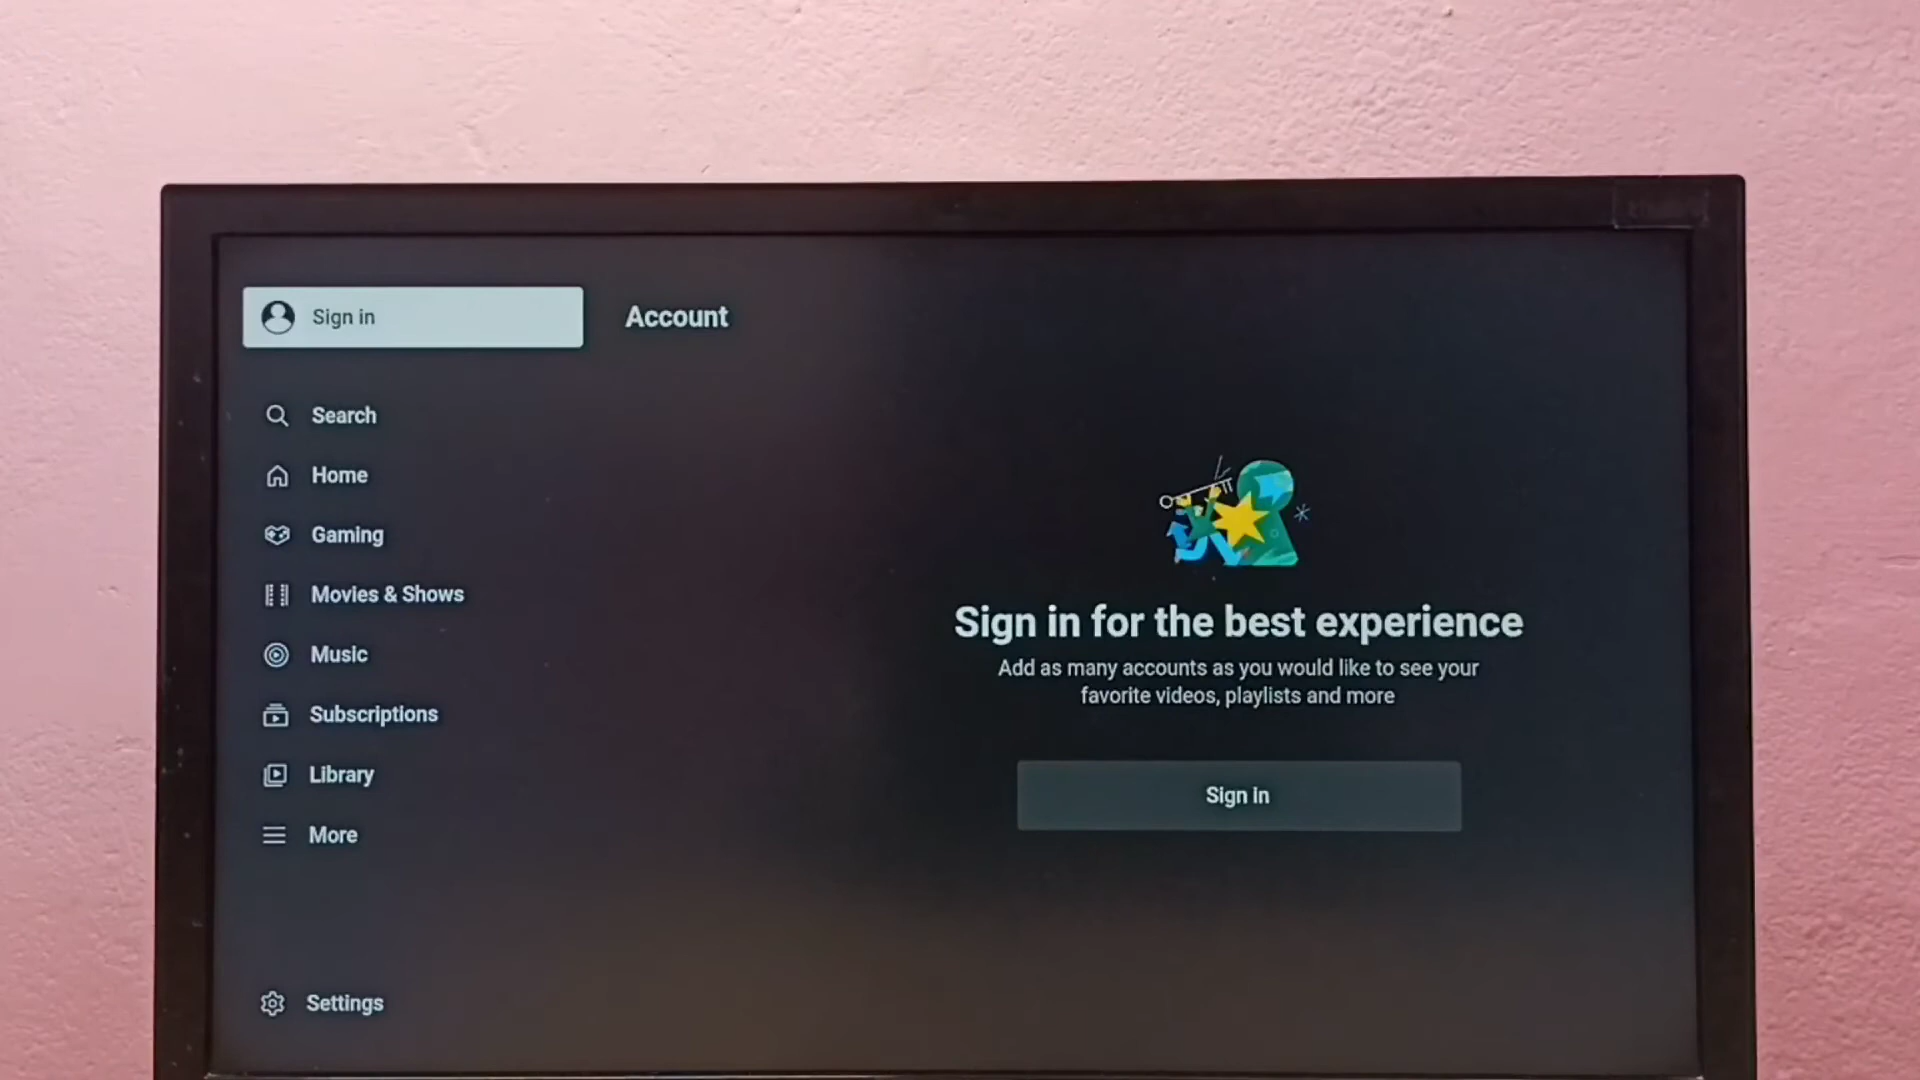 Sign in
Account
Search
Home
Gaming
Movies & Shows
Music
Subscriptions
Library
More
Settings
Sign in for the best experience
Add as many accounts as you would like to see your
favorite videos, playlists and more
Sign in